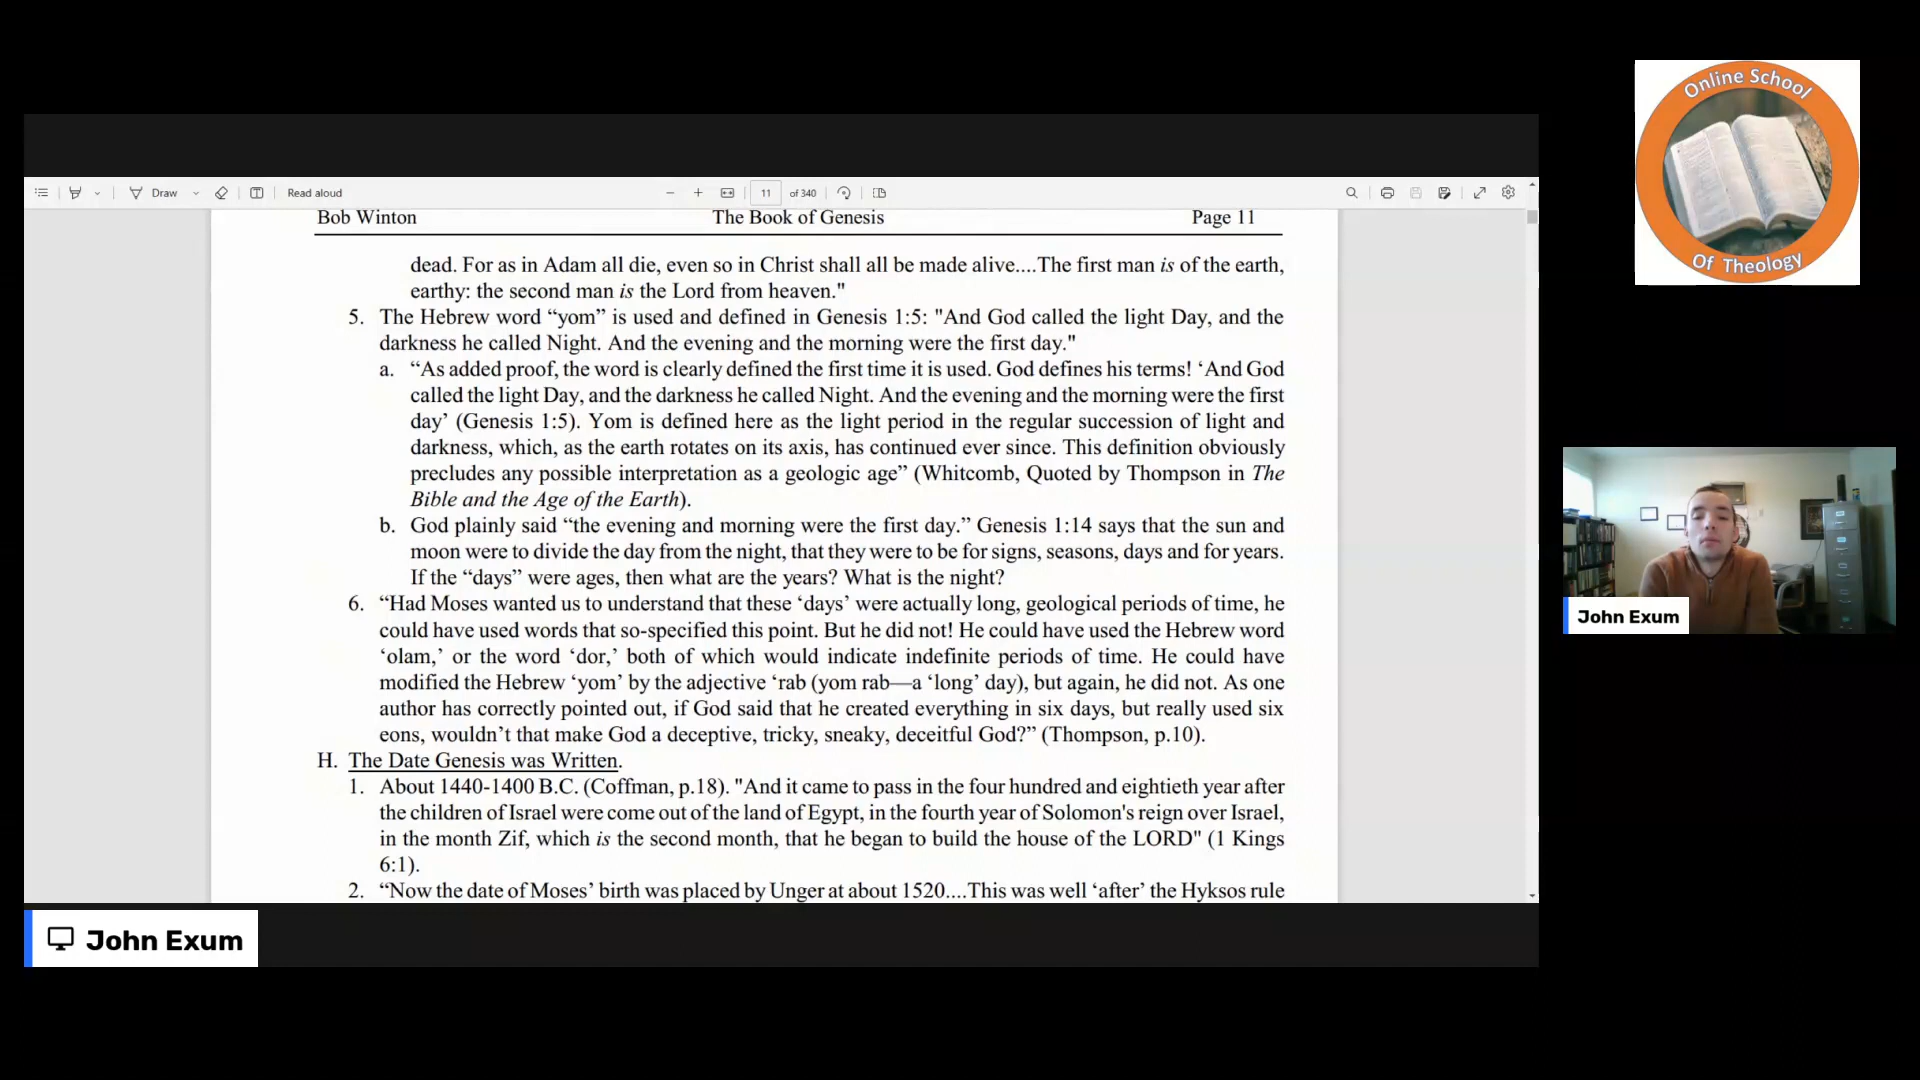 Online School
Of Theology
Draw
Read aloud
11
of 340
Bob Winton The Book of Genesis Page 11
dead. For as in Adam all die, even so in Christ shall all be made alive....The first man is of the earth,
earthy: the second man is the Lord from heaven."
5. The Hebrew word “yom” is used and defined in Genesis 1:5: "And God called the light Day, and the
darkness he called Night. And the evening and the morning were the first day."
a. “As added proof, the word is clearly defined the first time it is used. God defines his terms! ‘And God
called the light Day, and the darkness he called Night. And the evening and the morning were the first
day’ (Genesis 1:5). Yom is defined here as the light period in the regular succession of light and
darkness, which, as the earth rotates on its axis, has continued ever since. This definition obviously
precludes any possible interpretation as a geologic age” (Whitcomb, Quoted by Thompson in The
Bible and the Age of the Earth).
b. God plainly said “the evening and morning were the first day.” Genesis 1:14 says that the sun and
moon were to divide the day from the night, that they were to be for signs, seasons, days and for years.
If the “days” were ages, then what are the years? What is the night?
6. “Had Moses wanted us to understand that these ‘days’ were actually long, geological periods of time, he
could have used words that so-specified this point. But he did not! He could have used the Hebrew word
‘olam,’ or the word ‘dor,’ both of which would indicate indefinite periods of time. He could have
modified the Hebrew ‘yom’ by the adjective ‘rab (yom rab—a ‘long’ day), but again, he did not. As one
author has correctly pointed out, if God said that he created everything in six days, but really used six
eons, wouldn’t that make God a deceptive, tricky, sneaky, deceitful God?” (Thompson, p.10).
H. The Date Genesis was Written.
1. About 1440-1400 B.C. (Coffman, p.18). "And it came to pass in the four hundred and eightieth year after
the children of Israel were come out of the land of Egypt, in the fourth year of Solomon's reign over Israel,
in the month Zif, which is the second month, that he began to build the house of the LORD" (1 Kings
6:1).
2. “Now the date of Moses’ birth was placed by Unger at about 1520....This was well ‘after’ the Hyksos rule
John Exum
John Exum